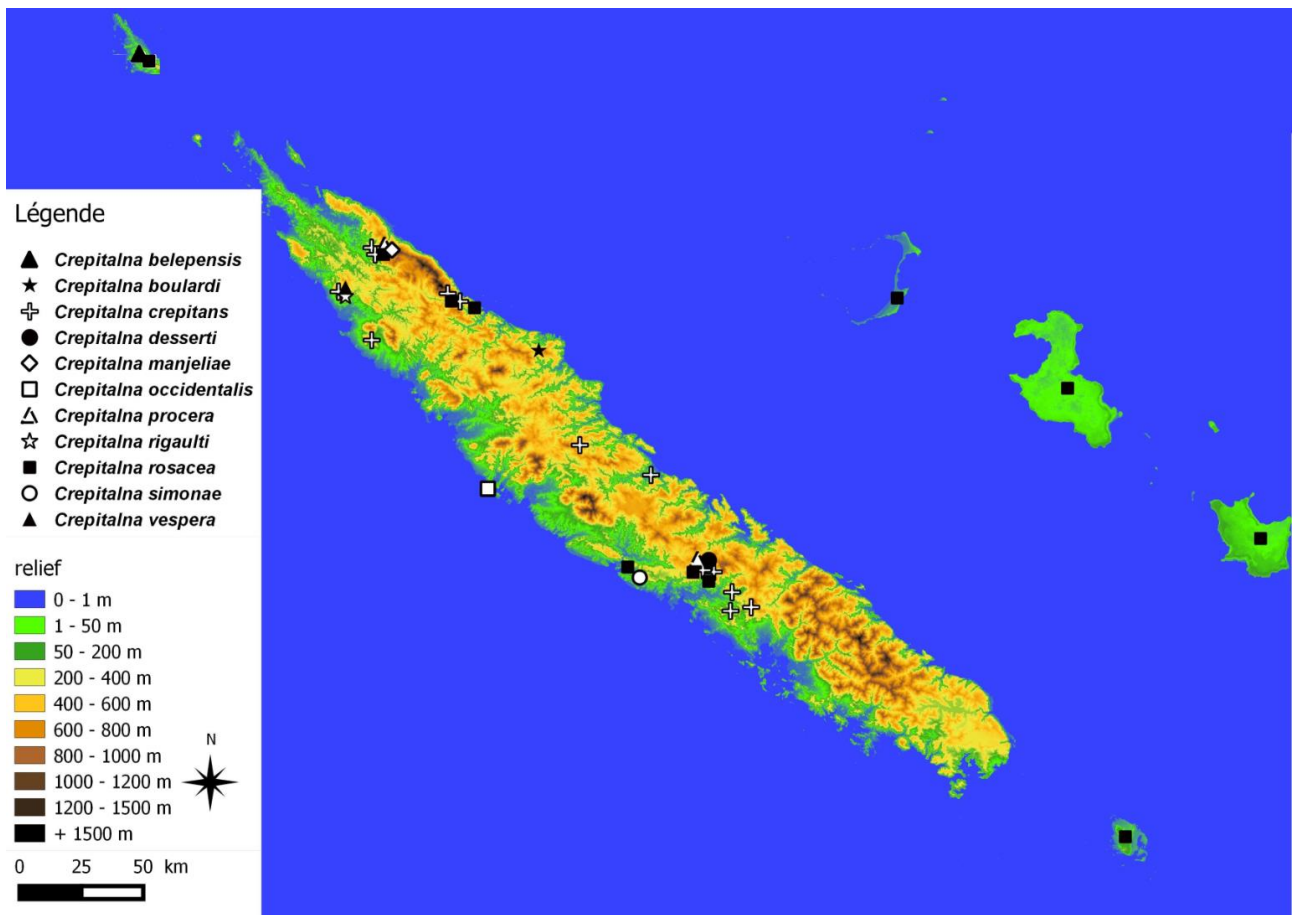 Légende
Crepitalna belepensis
Crepitalna boulardi
Crepitalna crepitans
Crepitalna desserti
Crepitalna manjeliae
Crepitalna occidentalis
Crepitalna procera
Crepitalna rigaulti
Crepitalna rosacea
Crepitalna simonae
Crepitalna vespera
relief
0 - 1 m
1 - 50 m
50 - 200 m
200 - 400 m
400 - 600 m
600 - 800 m
800 - 1000 m
1000 - 1200 m
1200 - 1500 m
+ 1500 m
N
0 25 50 km